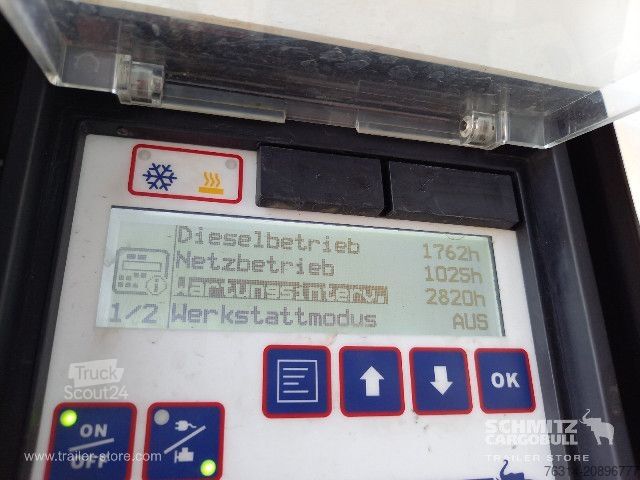 Dieselbetrieb 1762h
Netzbetrieb 1025h
Wartungsinterv. 2820h
1/2 Werkstattmodus AUS
OK
ON
OFF
Truck
Scout24
www.trailer-store.com
SCHMITZ
CARGOBULL
TRAILER STORE